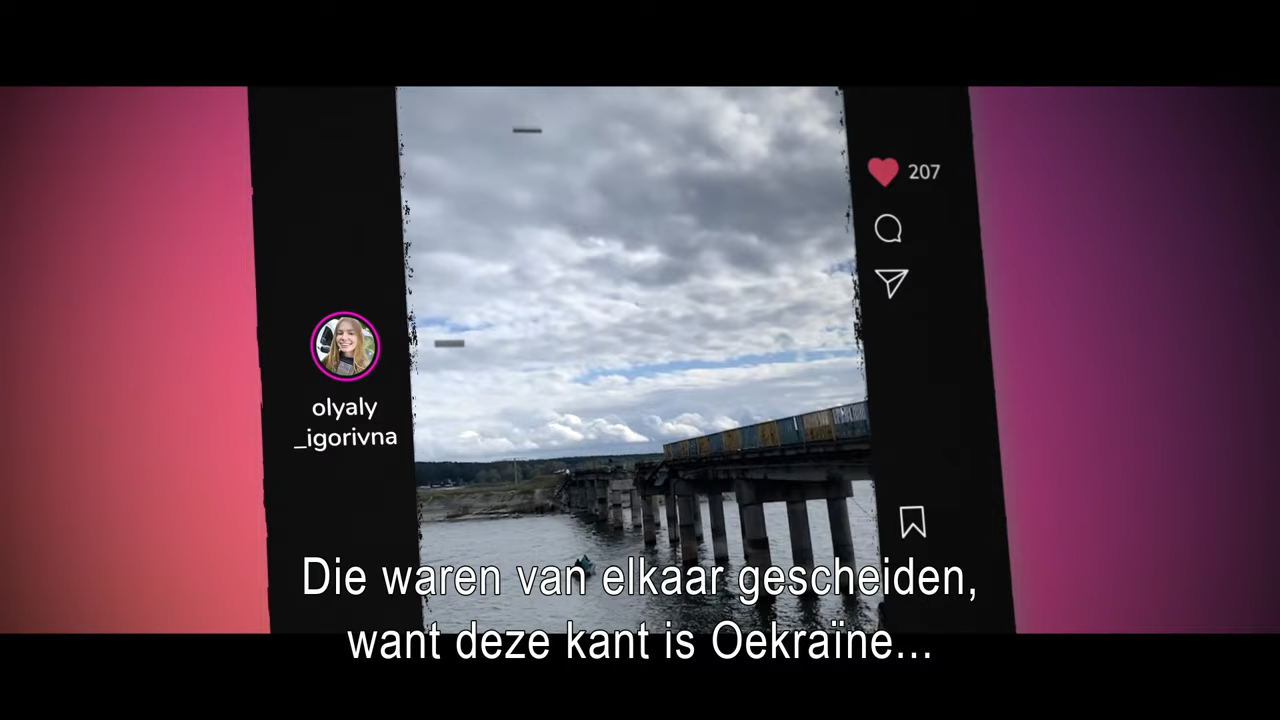 207
olyaly
_igorivna
Die waren van elkaar gescheiden,
want deze kant is Oekraïne...